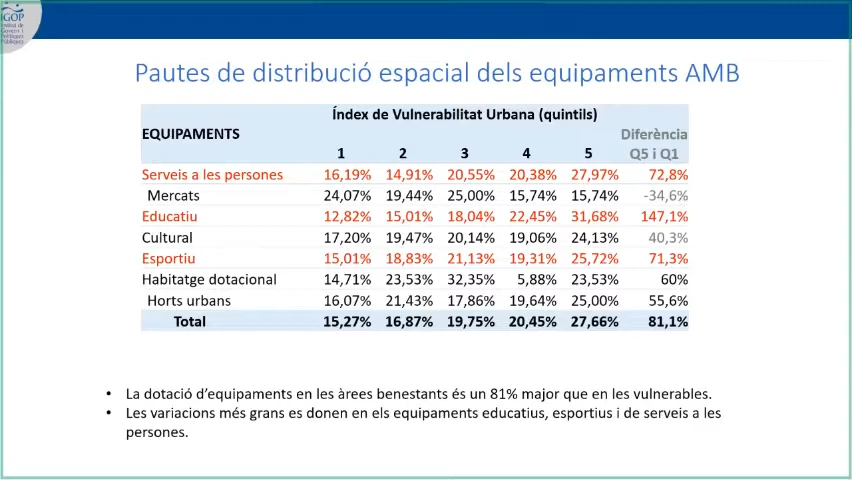 IGOP
Institut de
Govern i
Polítiques
Públiques
Pautes de distribució espacial dels equipaments AMB
Índex de Vulnerabilitat Urbana (quintils)
EQUIPAMENTS Diferència
1 2 3 4 5 Q5 i Q1
Serveis a les persones 16,19% 14,91% 20,55% 20,38% 27,97% 72,8%
Mercats 24,07% 19,44% 25,00% 15,74% 15,74% -34,6%
Educatiu 12,82% 15,01% 18,04% 22,45% 31,68% 147,1%
Cultural 17,20% 19,47% 20,14% 19,06% 24,13% 40,3%
Esportiu 15,01% 18,83% 21,13% 19,31% 25,72% 71,3%
Habitatge dotacional 14,71% 23,53% 32,35% 5,88% 23,53% 60%
Horts urbans 16,07% 21,43% 17,86% 19,64% 25,00% 55,6%
Total 15,27% 16,87% 19,75% 20,45% 27,66% 81,1%
• La dotació d'equipaments en les àrees benestants és un 81% major que en les vulnerables.
• Les variacions més grans es donen en els equipaments educatius, esportius i de serveis a les
persones.